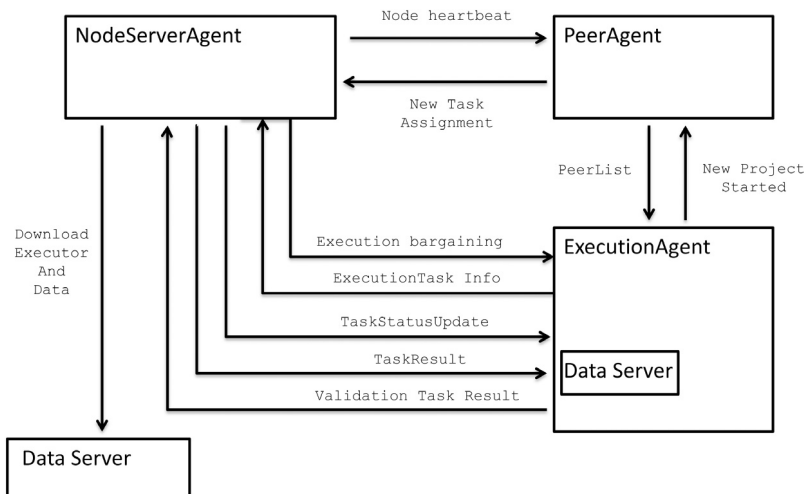 Node heartbeat
NodeServerAgent
PeerAgent
New Task
Assignment
PeerList
New Project
Started
Download
Executor
And
Data
Execution bargaining
ExecutionAgent
ExecutionTask Info
TaskStatusUpdate
TaskResult
Data Server
Validation Task Result
Data Server